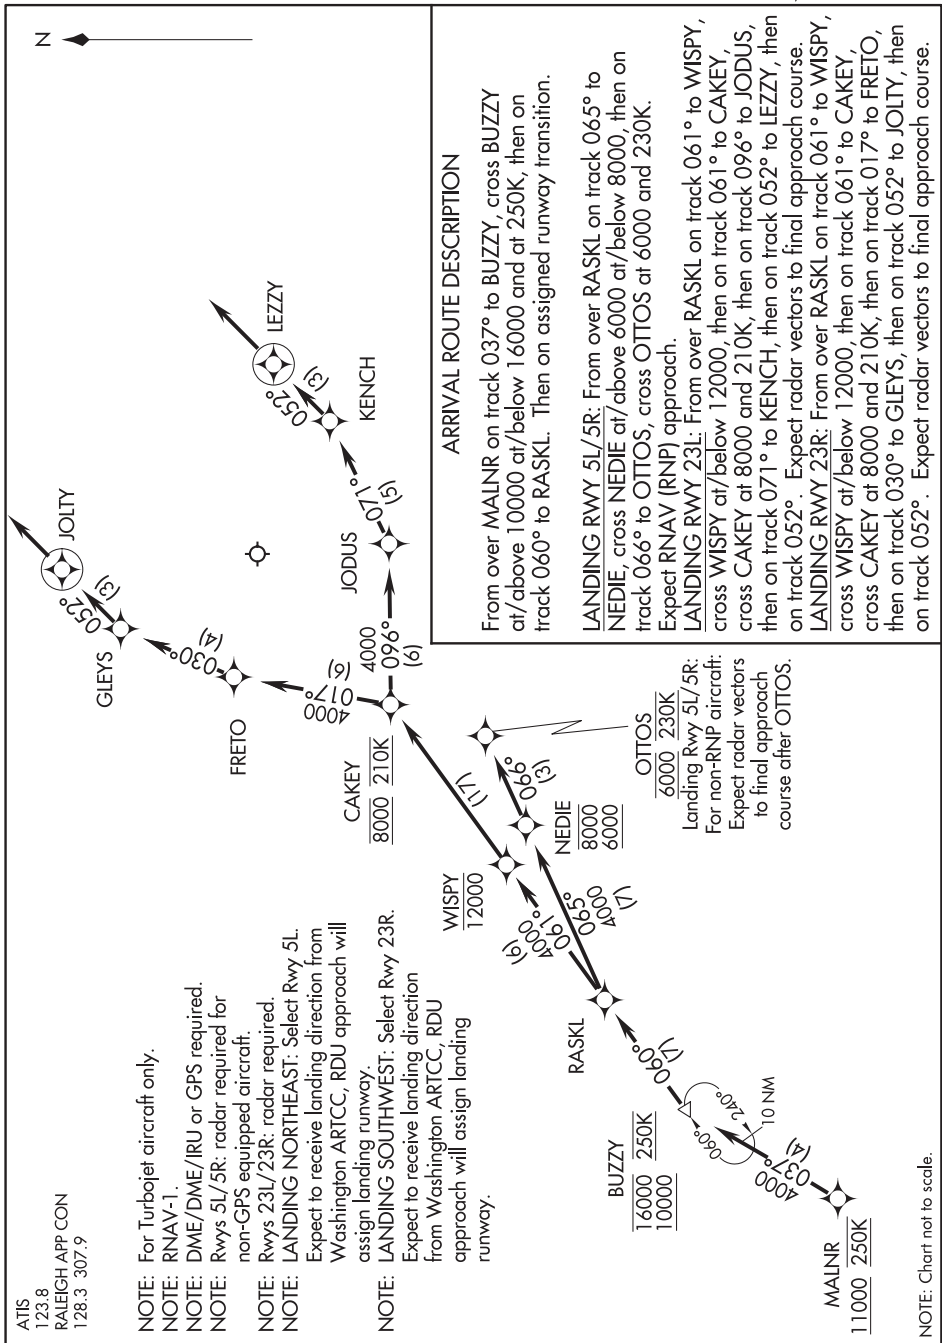 ATIS
123.8
RALEIGH APP CON
128.3 307.9
NOTE: For Turbojet aircraft only.
NOTE: RNAV-1.
NOTE: DME/DME/IRU or GPS required.
NOTE: Rwys 5L/5R: radar required for
non-GPS equipped aircraft.
NOTE: Rwys 23L/23R: radar required.
NOTE: LANDING NORTHEAST: Select Rwy 5L.
Expect to receive landing direction from
Washington ARTCC, RDU approach will
assign landing runway.
NOTE: LANDING SOUTHWEST: Select Rwy 23R.
Expect to receive landing direction
from Washington ARTCC, RDU
approach will assign landing
runway.
N
JOLTY
052°
(3)
GLEYS
030°
(4)
FRETO
4000
017°
(6)
LEZZY
052°
(3)
KENCH
071°
(5)
JODUS
4000
096°
(6)
CAKEY
8000 210K
(17)
WISPY
12000
(6)
4000
061°
066°
(3)
NEDIE
8000
6000
065°
4000
(7)
OTTOS
6000 230K
Landing Rwy 5L/5R:
For non-RNP aircraft:
Expect radar vectors
to final approach
course after OTTOS.
RASKL
060°
(7)
BUZZY
16000 250K
10000
240°
060°
10 NM
4000
037°
(4)
MALNR
11000 250K
NOTE: Chart not to scale.
ARRIVAL ROUTE DESCRIPTION
From over MALNR on track 037° to BUZZY, cross BUZZY
at/above 10000 at/below 16000 and at 250K, then on
track 060° to RASKL. Then on assigned runway transition.
LANDING RWY 5L/5R: From over RASKL on track 065° to
NEDIE, cross NEDIE at/above 6000 at/below 8000, then on
track 066° to OTTOS, cross OTTOS at 6000 and 230K.
Expect RNAV (RNP) approach.
LANDING RWY 23L: From over RASKL on track 061° to WISPY,
cross WISPY at/below 12000, then on track 061° to CAKEY,
cross CAKEY at 8000 and 210K, then on track 096° to JODUS,
then on track 071° to KENCH, then on track 052° to LEZZY, then
on track 052°. Expect radar vectors to final approach course.
LANDING RWY 23R: From over RASKL on track 061° to WISPY,
cross WISPY at/below 12000, then on track 061° to CAKEY,
cross CAKEY at 8000 and 210K, then on track 017° to FRETO,
then on track 030° to GLEYS, then on track 052° to JOLTY, then
on track 052°. Expect radar vectors to final approach course.